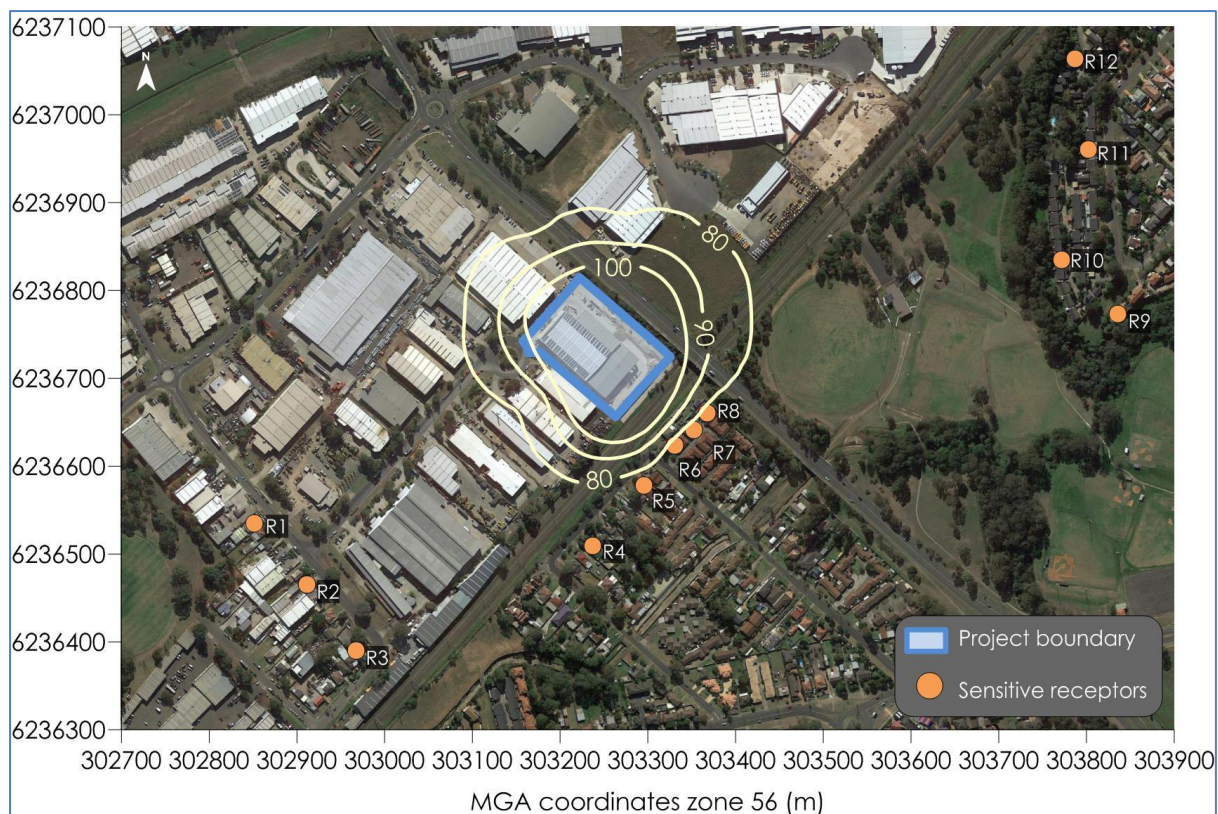 6237100
6237000
6236900
6236800
6236700
6236600
6236500
6236400
6236300
N
R12
R11
R10
R9
80
100
90
R8
R7
R6
80
R5
R4
R1
R2
R3
Project boundary
Sensitive receptors
302700 302800 302900 303000 303100 303200 303300 303400 303500 303600 303700 303800 303900
MGA coordinates zone 56 (m)